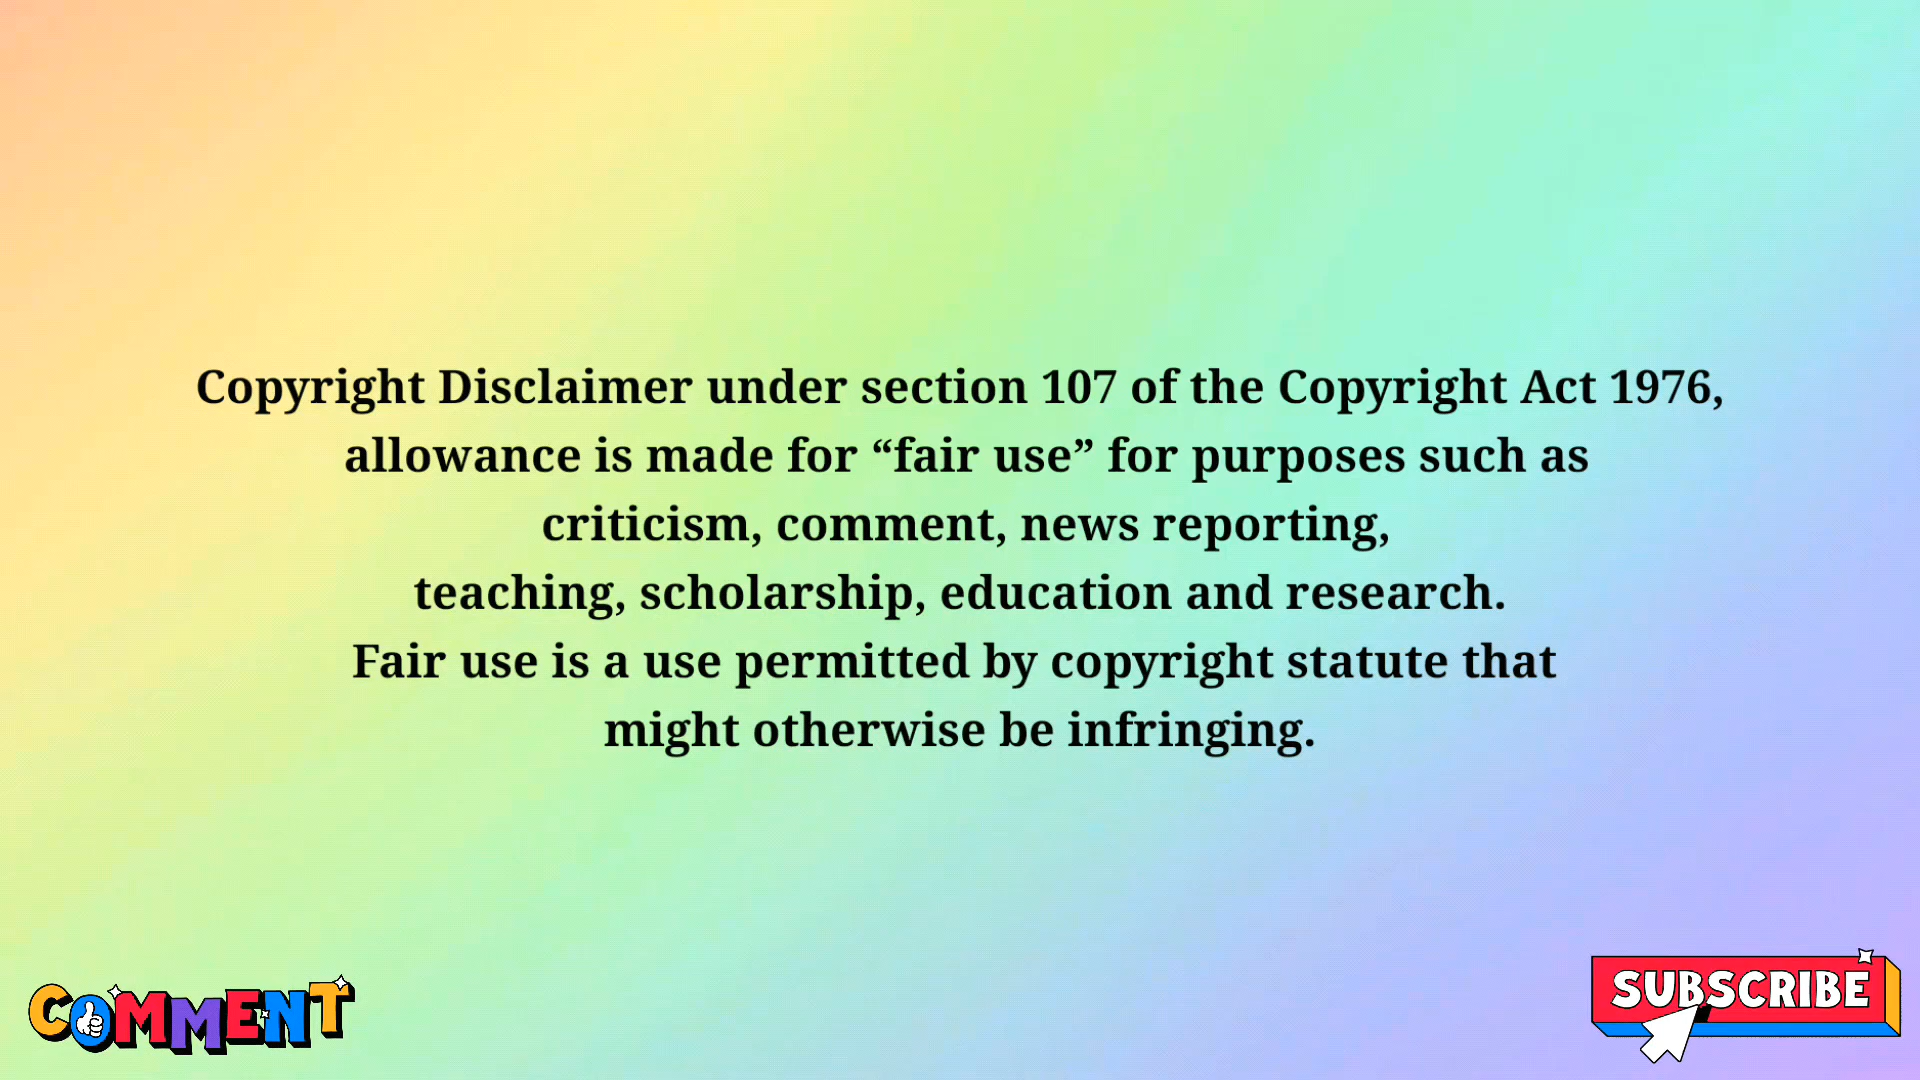 Copyright Disclaimer under section 107 of the Copyright Act 1976,
allowance is made for “fair use” for purposes such as
criticism, comment, news reporting,
teaching, scholarship, education and research.
Fair use is a use permitted by copyright statute that
might otherwise be infringing.
COMMENT
SUBSCRIBE